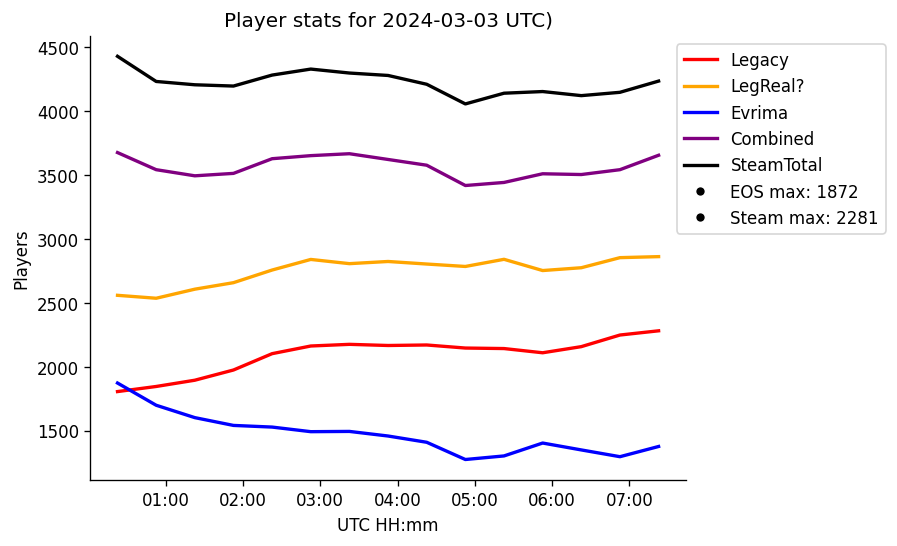 Player stats for 2024-03-03 UTC)
4500
4000
3500
3000
2500
2000
1500
Players
01:00 02:00 03:00 04:00 05:00 06:00 07:00
UTC HH:mm
Legacy
LegReal?
Evrima
Combined
SteamTotal
EOS max: 1872
Steam max: 2281